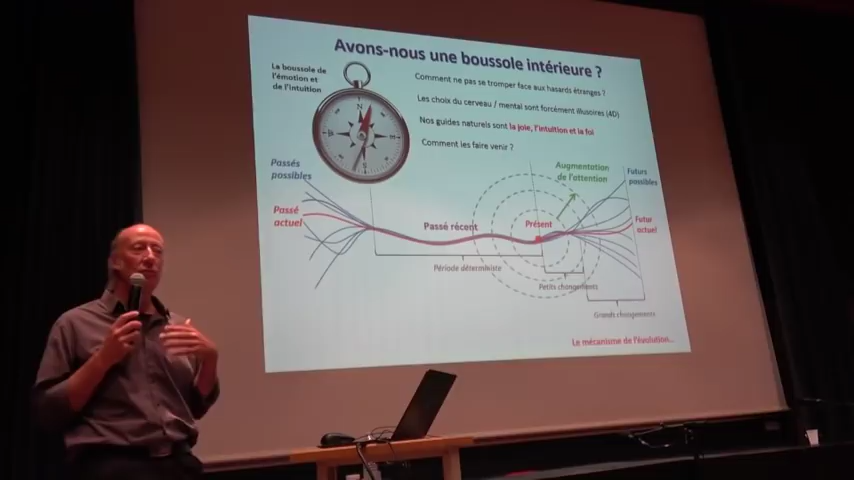 Avons-nous une boussole intérieure ?
La boussole de
l'émotion et
de l'intuition
Comment ne pas se tromper face aux hasards étranges ?
Les choix du cerveau / mental sont forcément illusoires (4D)
Nos guides naturels sont la joie, l'intuition et la foi
Comment les faire venir ?
N
E
S
Passés
possibles
Augmentation
de l'attention
Futurs
possibles
Passé
actuel
Passé récent
Présent
Futur
actuel
Période déterministe
Petits changements
Grands changements
Le mécanisme de l'évolution...